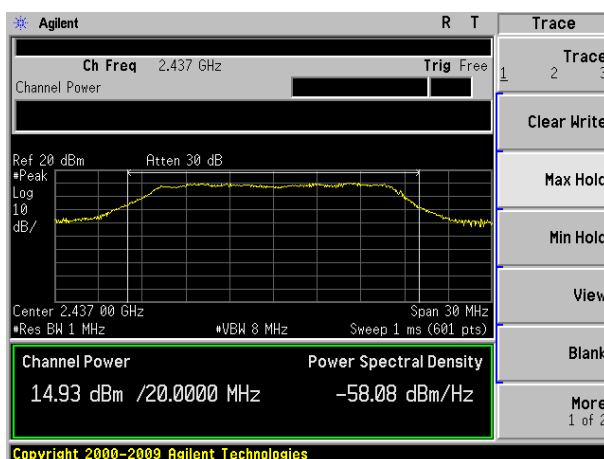 Agilent R T Trace
Ch Freq 2.437 GHz Trig Free
Channel Power
Trace
1 2 3
Clear Write
Max Hold
Min Hold
View
Blank
More
1 of 2
Ref 20 dBm Atten 30 dB
#Peak
Log
10
dB/
Center 2.437 00 GHz Span 30 MHz
#Res BW 1 MHz #VBW 8 MHz Sweep 1 ms (601 pts)
Channel Power Power Spectral Density
14.93 dBm /20.0000 MHz -58.08 dBm/Hz
Copyright 2000-2009 Agilent Technologies